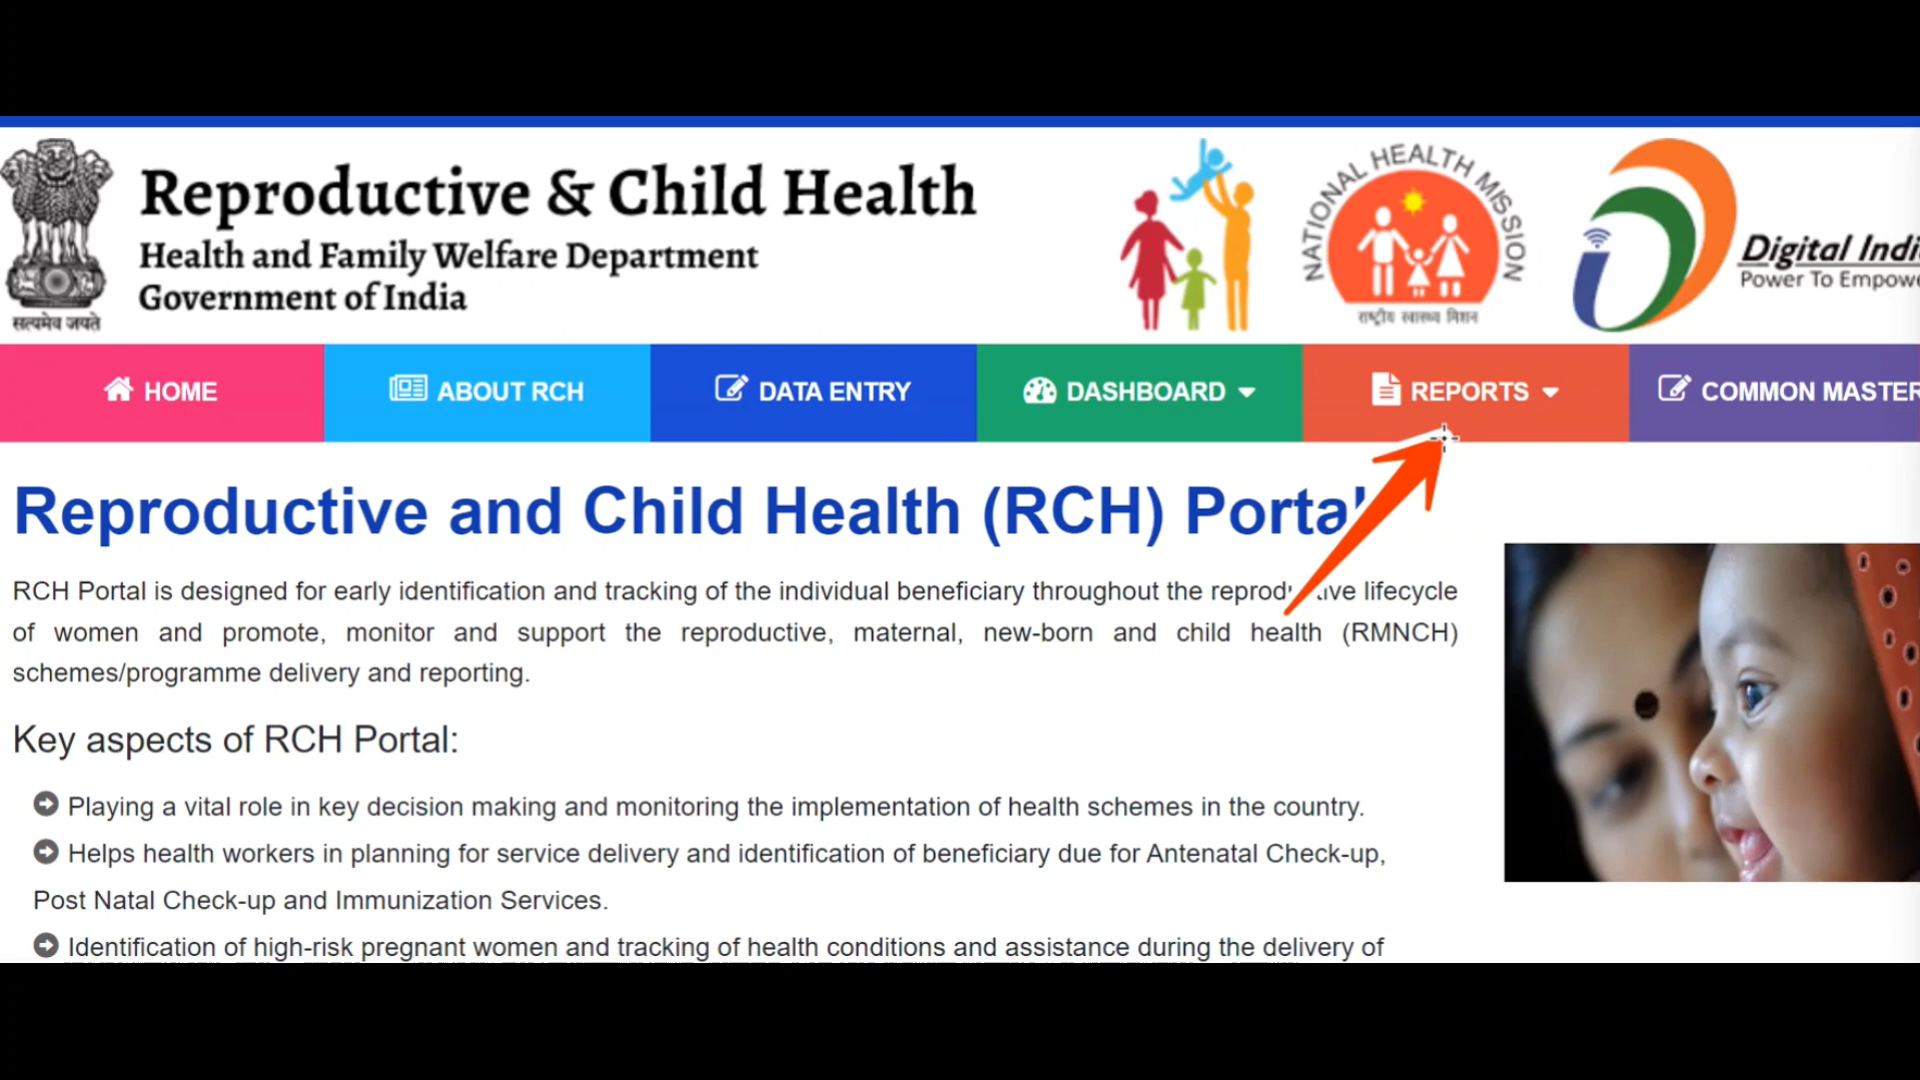 Reproductive & Child Health
Health and Family Welfare Department
Government of India
सत्यमेव जयते
NATIONAL HEALTH MISSION
राष्ट्रीय स्वास्थ्य मिशन
Digital Indi
Power To Empowe
HOME
ABOUT RCH
DATA ENTRY
DASHBOARD
REPORTS
COMMON MASTER
Reproductive and Child Health (RCH) Portal
RCH Portal is designed for early identification and tracking of the individual beneficiary throughout the reproductive lifecycle
of women and promote, monitor and support the reproductive, maternal, new-born and child health (RMNCH)
schemes/programme delivery and reporting.
Key aspects of RCH Portal:
Playing a vital role in key decision making and monitoring the implementation of health schemes in the country.
Helps health workers in planning for service delivery and identification of beneficiary due for Antenatal Check-up,
Post Natal Check-up and Immunization Services.
Identification of high-risk pregnant women and tracking of health conditions and assistance during the delivery of